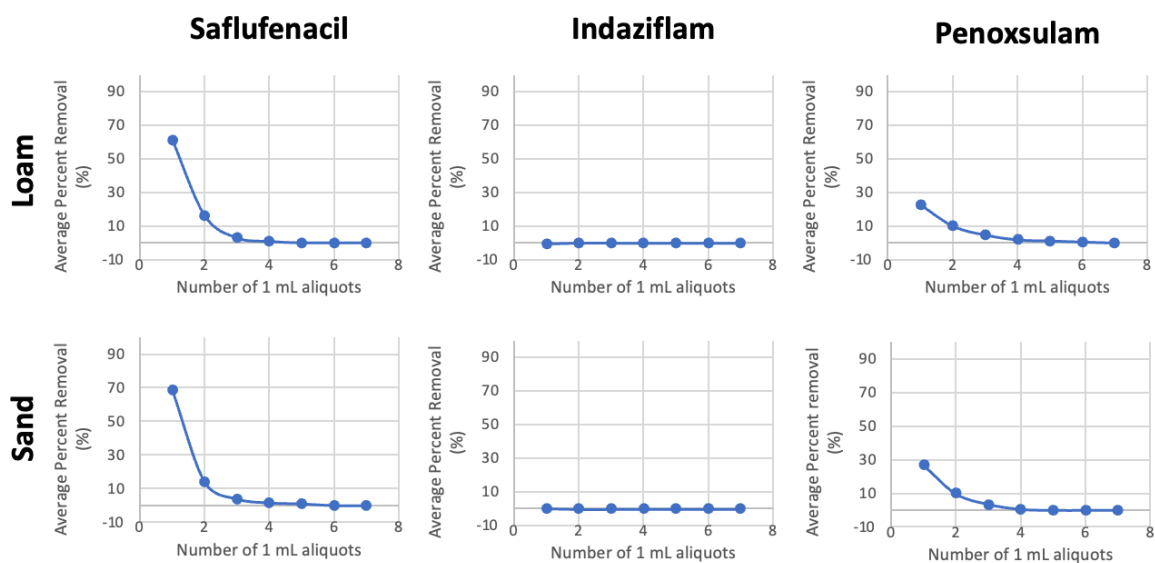 Saflufenacil Indaziflam Penoxsulam
Loam
Average Percent Removal
(%)
90
70
50
30
10
-10
0 2 4 6 8
Number of 1 mL aliquots
Average Percent Removal
(%)
90
70
50
30
10
-10
0 2 4 6 8
Number of 1 mL aliquots
Average Percent Removal
(%)
90
70
50
30
10
-10
0 2 4 6 8
Number of 1 mL aliquots
Sand
Average Percent Removal
(%)
90
70
50
30
10
-10
0 2 4 6 8
Number of 1 mL aliquots
Average Percent Removal
(%)
90
70
50
30
10
-10
0 2 4 6 8
Number of 1 mL aliquots
Average Percent removal
(%)
90
70
50
30
10
-10
0 2 4 6 8
Number of 1 mL aliquots